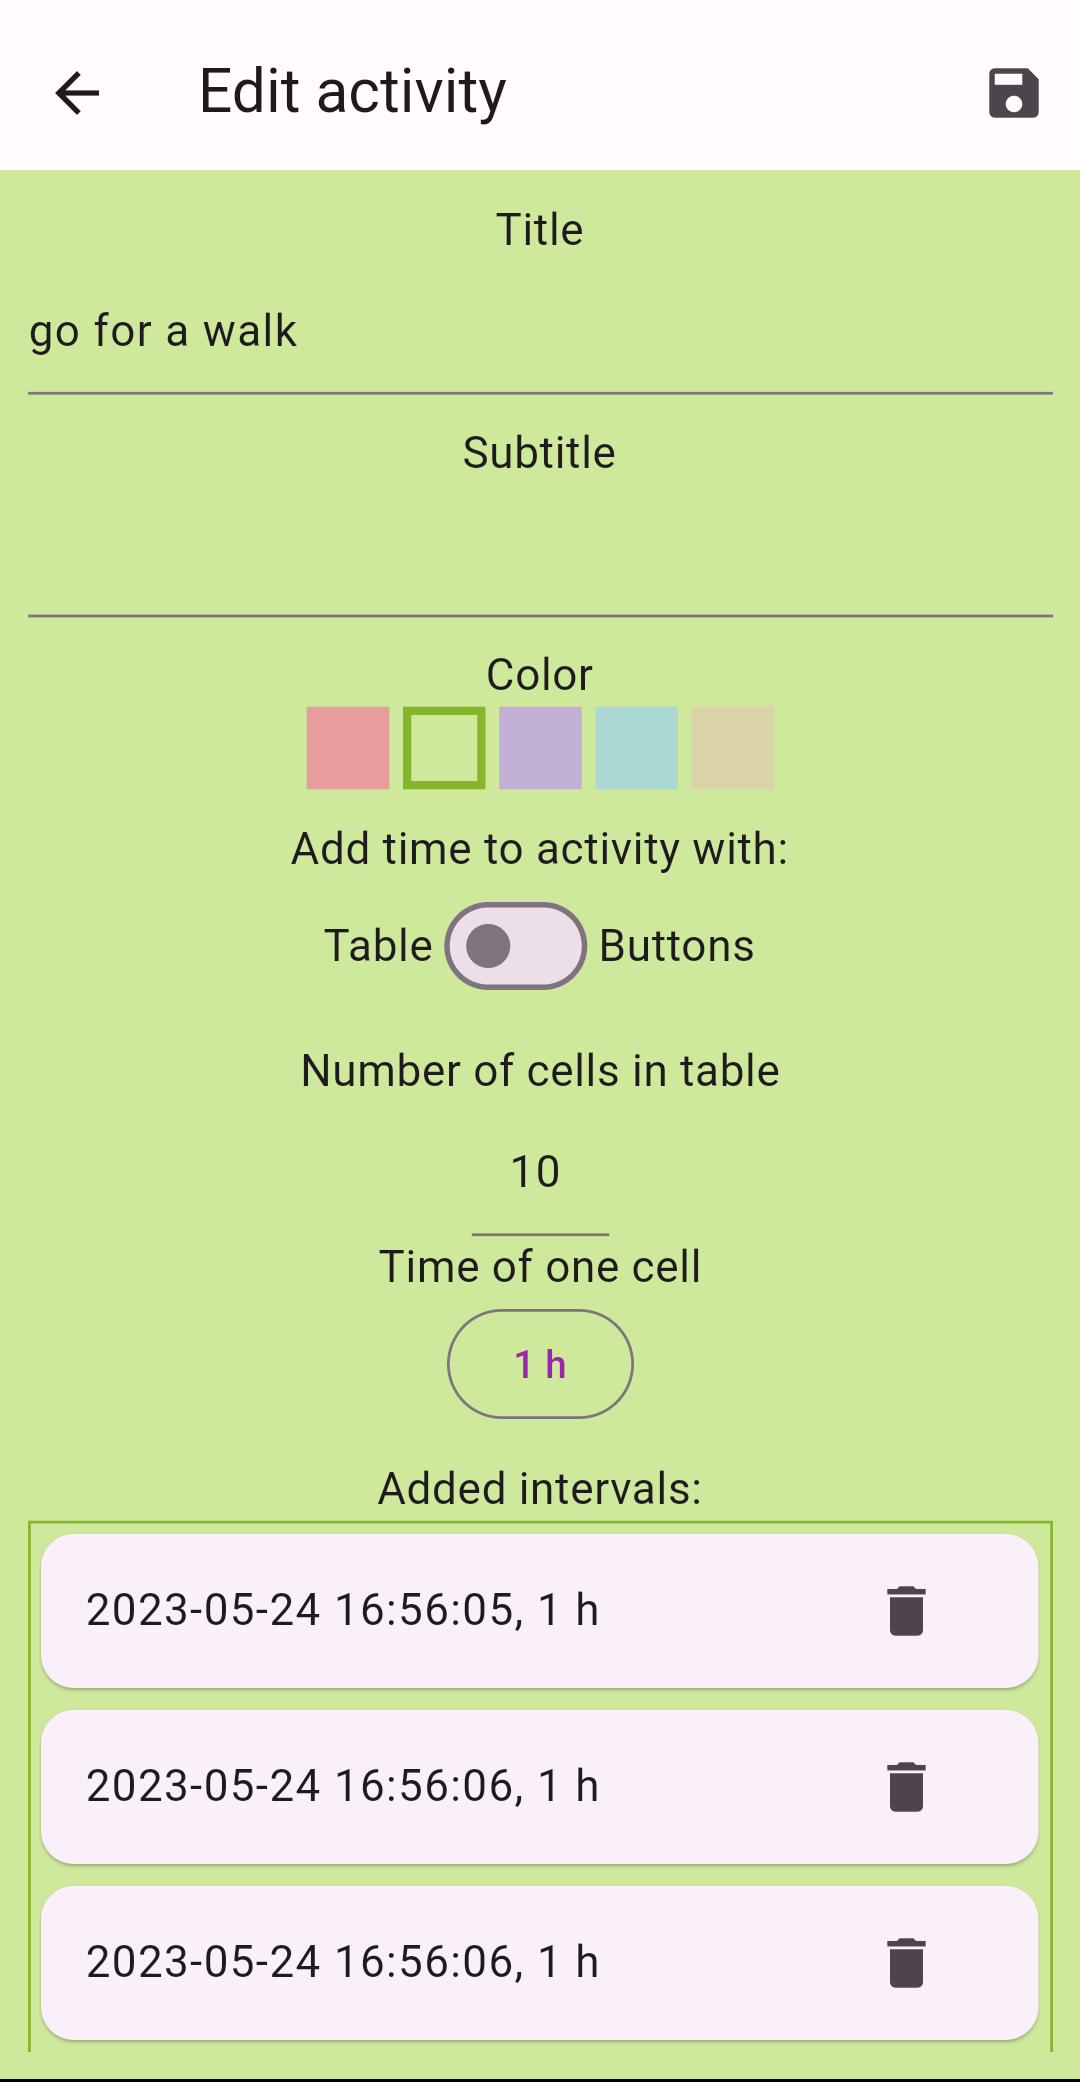 Edit activity
Title
go for a walk
Subtitle
Color
Add time to activity with:
Table Buttons
Number of cells in table
10
Time of one cell
1 h
Added intervals:
2023-05-24 16:56:05, 1 h
2023-05-24 16:56:06, 1 h
2023-05-24 16:56:06, 1 h